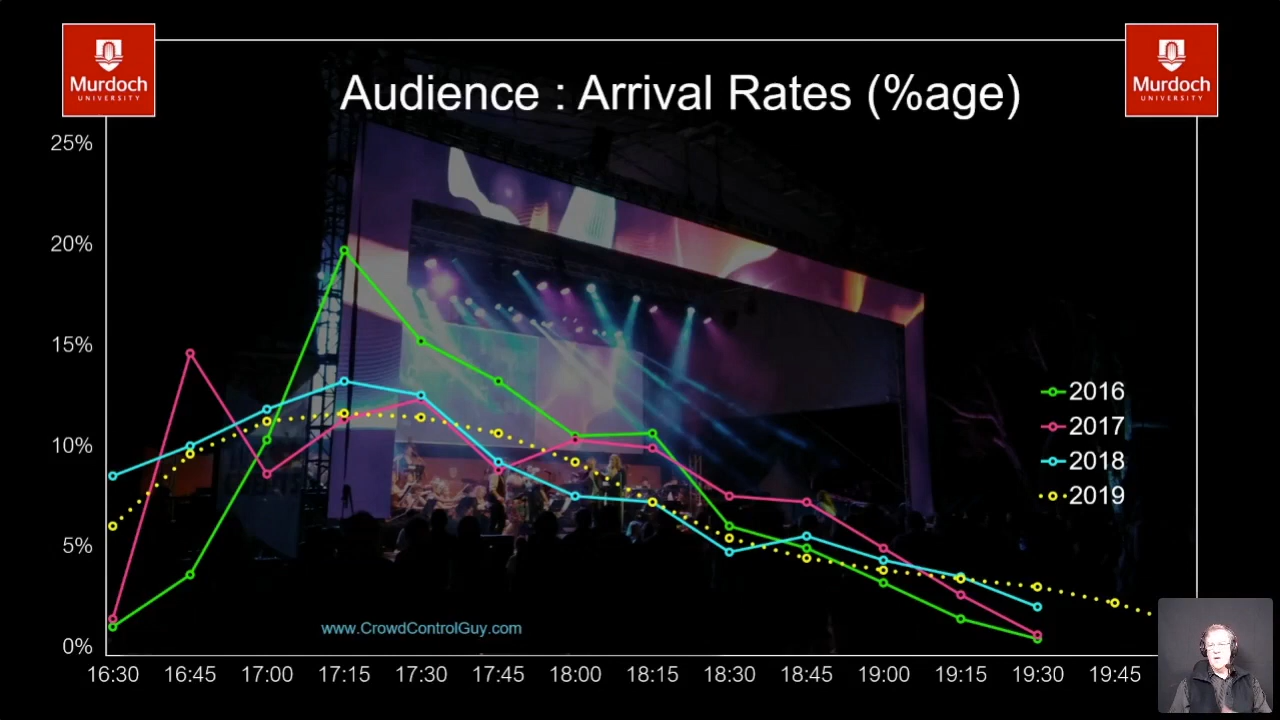 Murdoch
UNIVERSITY
Murdoch
UNIVERSITY
Audience : Arrival Rates (%age)
25%
20%
15%
10%
5%
0%
2016
2017
2018
2019
www.CrowdControlGuy.com
16:30 16:45 17:00 17:15 17:30 17:45 18:00 18:15 18:30 18:45 19:00 19:15 19:30 19:45